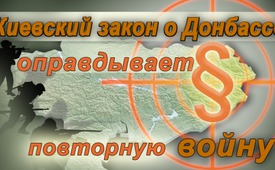 Киевский закон о Донбассе
оправдывает
§
повторную войну